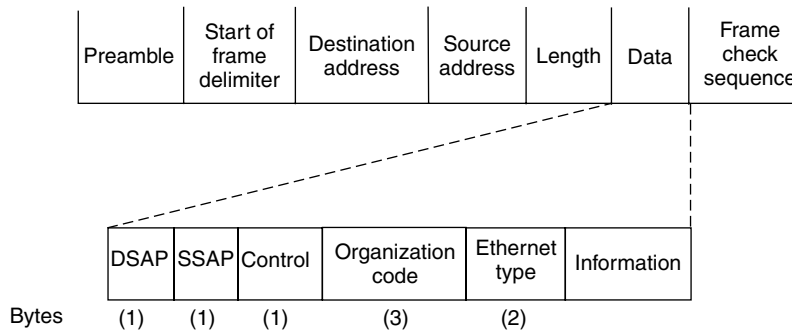 Preamble
Start of
frame
delimiter
Destination
address
Source
address
Length
Data
Frame
check
sequence
DSAP
SSAP
Control
Organization
code
Ethernet
type
Information
Bytes
(1)
(1)
(1)
(3)
(2)